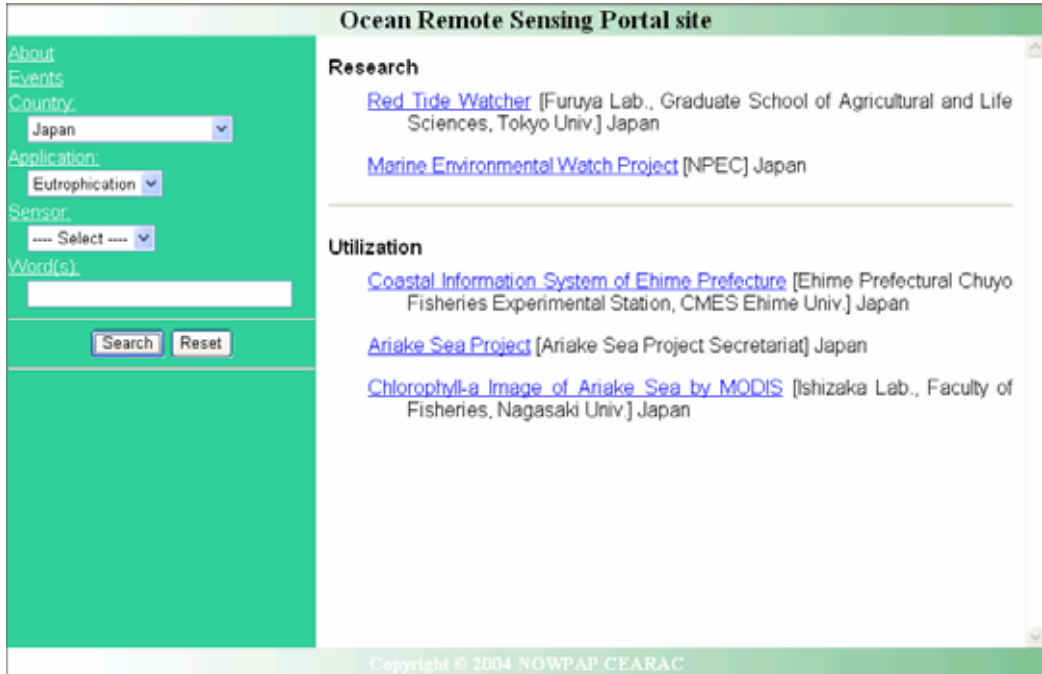 Ocean Remote Sensing Portal site
About
Events
Country:
Japan
Application:
Eutrophication
Sensor:
---- Select ----
Word(s):
Search Reset
Research
Red Tide Watcher [Furuya Lab., Graduate School of Agricultural and Life
Sciences, Tokyo Univ.] Japan
Marine Environmental Watch Project [NPEC] Japan
Utilization
Coastal Information System of Ehime Prefecture [Ehime Prefectural Chuyo
Fisheries Experimental Station, CMES Ehime Univ.] Japan
Ariake Sea Project [Ariake Sea Project Secretariat] Japan
Chlorophyll-a Image of Ariake Sea by MODIS [Ishizaka Lab., Faculty of
Fisheries, Nagasaki Univ.] Japan
Copyright © 2004 NOWPAP CEARAC